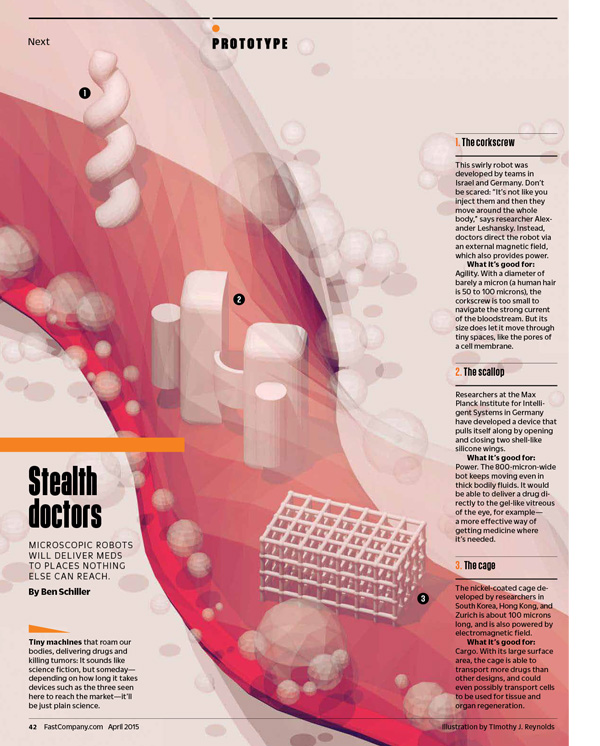 Next
PROTOTYPE
1
2
3
Stealth
doctors
MICROSCOPIC ROBOTS
WILL DELIVER MEDS
TO PLACES NOTHING
ELSE CAN REACH.
By Ben Schiller
Tiny machines that roam our
bodies, delivering drugs and
killing tumors: It sounds like
science fiction, but someday—
depending on how long it takes
devices such as the three seen
here to reach the market—it'll
be just plain science.
1. The corkscrew
This swirly robot was
developed by teams in
Israel and Germany. Don't
be scared: "It's not like you
inject them and then they
move around the whole
body," says researcher Alex-
ander Leshansky. Instead,
doctors direct the robot via
an external magnetic field,
which also provides power.
What it's good for:
Agility. With a diameter of
barely a micron (a human hair
is 50 to 100 microns), the
corkscrew is too small to
navigate the strong current
of the bloodstream. But its
size does let it move through
tiny spaces, like the pores of
a cell membrane.
2. The scallop
Researchers at the Max
Planck Institute for Intelli-
gent Systems in Germany
have developed a device that
pulls itself along by opening
and closing two shell-like
silicone wings.
What it's good for:
Power. The 800-micron-wide
bot keeps moving even in
thick bodily fluids. It would
be able to deliver a drug di-
rectly to the gel-like vitreous
of the eye, for example—
a more effective way of
getting medicine where
it's needed.
3. The cage
The nickel-coated cage de-
veloped by researchers in
South Korea, Hong Kong, and
Zurich is about 100 microns
long, and is also powered by
electromagnetic field.
What it's good for:
Cargo. With its large surface
area, the cage is able to
transport more drugs than
other designs, and could
even possibly transport cells
to be used for tissue and
organ regeneration.
42 FastCompany.com April 2015
Illustration by Timothy J. Reynolds